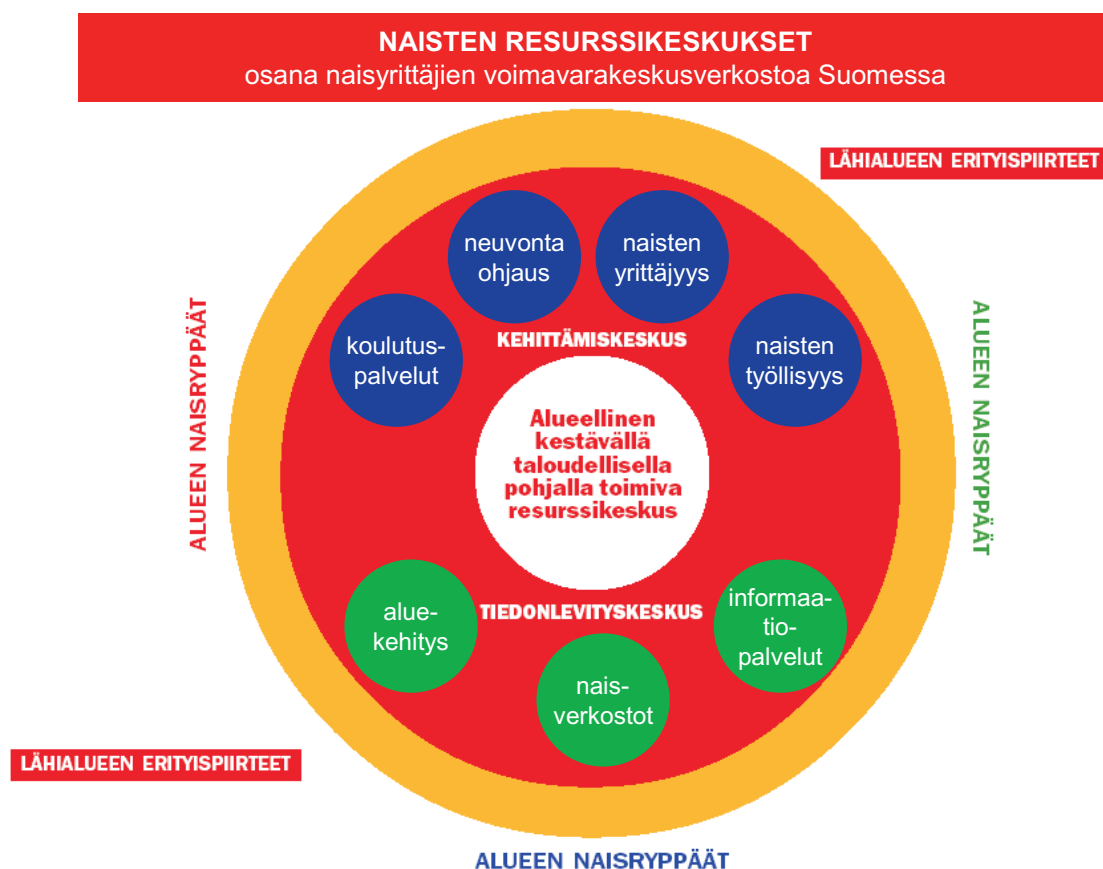 NAISTEN RESURSSIKESKUKSET
osana naisyrittäjien voimavarakeskusverkostoa Suomessa
LÄHIALUEEN ERITYISPIIRTEET
neuvonta
ohjaus
naisten
yrittäjyys
koulutus-
palvelut
KEHITTÄMISKESKUS
naisten
työllisyys
ALUEEN NAISRYPPÄÄT
ALUEEN NAISRYPPÄÄT
Alueellinen
kestävällä
taloudellisella
pohjalla toimiva
resurssikeskus
alue-
kehitys
TIEDONLEVITYSKESKUS
informaa-
tio-
palvelut
nais-
verkostot
LÄHIALUEEN ERITYISPIIRTEET
ALUEEN NAISRYPPÄÄT